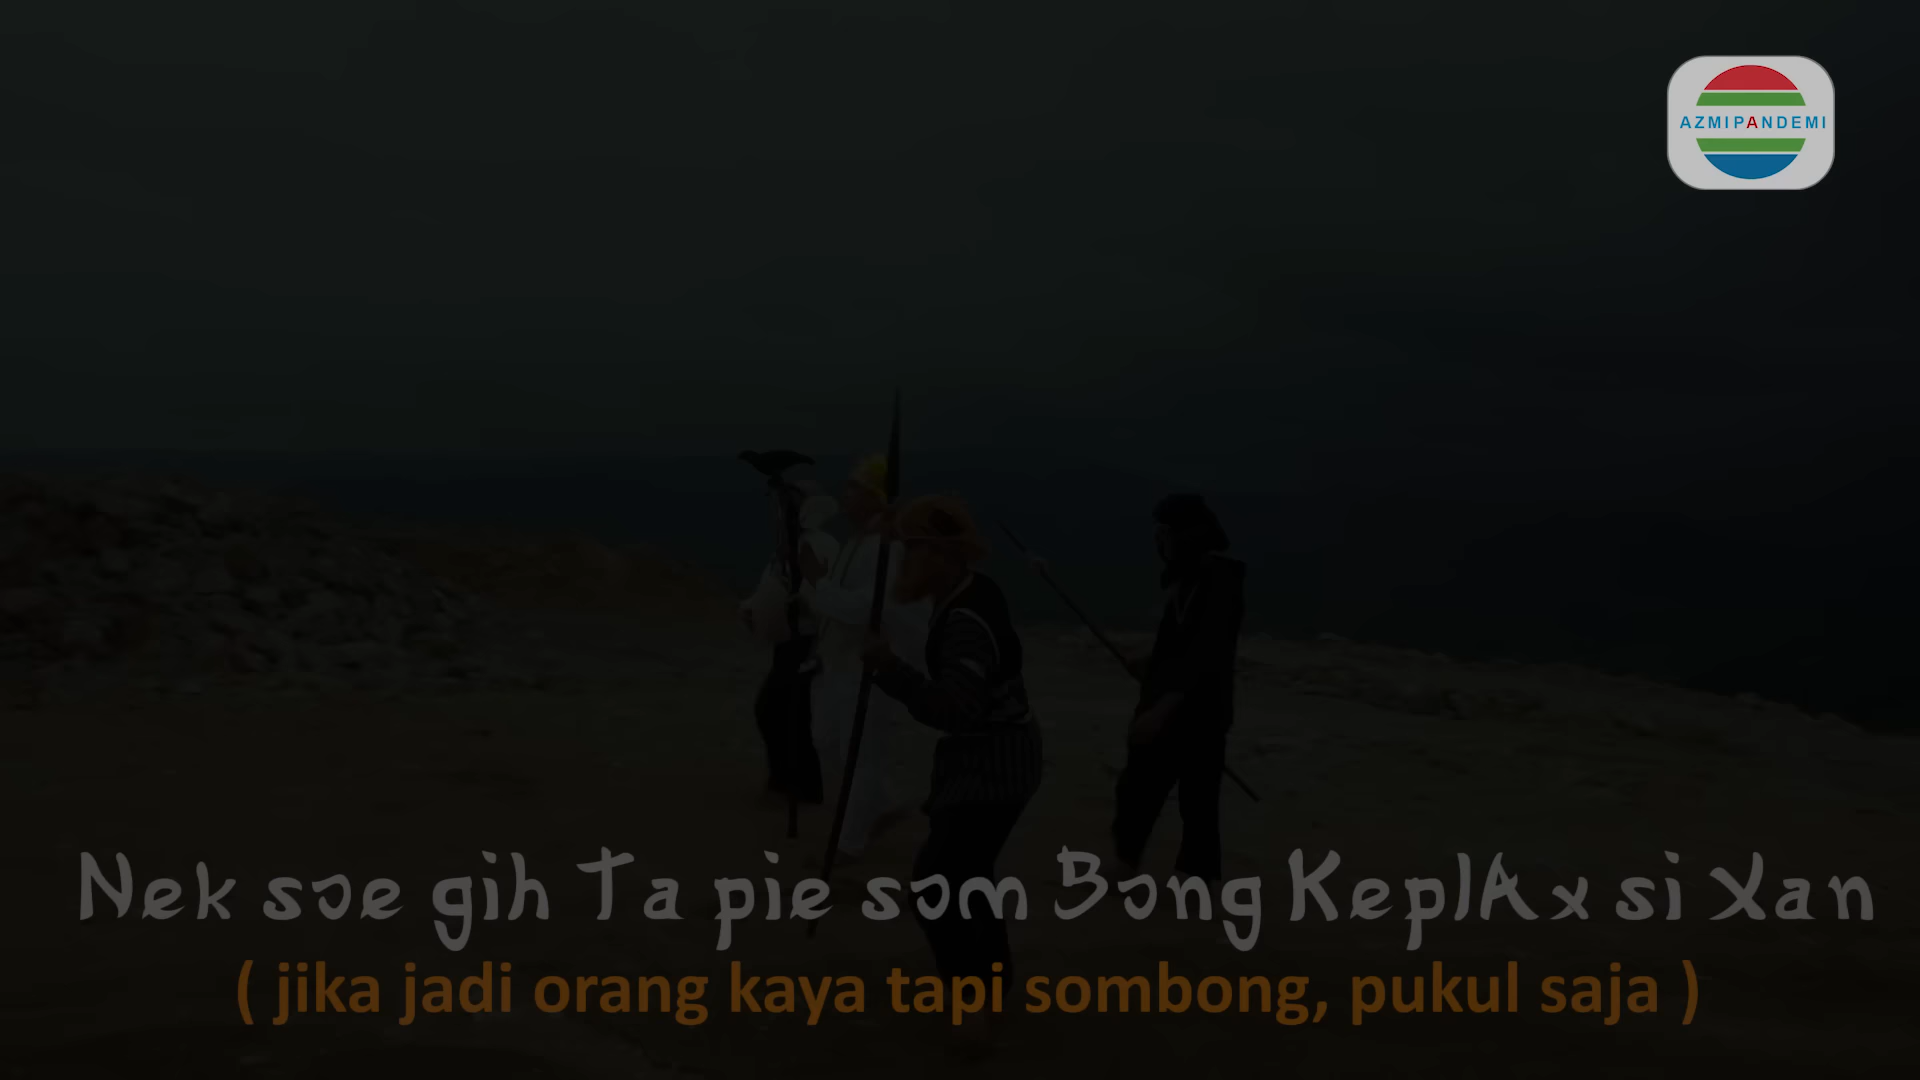 AZMIPANDEMI
Nek soe gih Ta pie som Bong KeplAx si Xan
( jika jadi orang kaya tapi sombong, pukul saja )